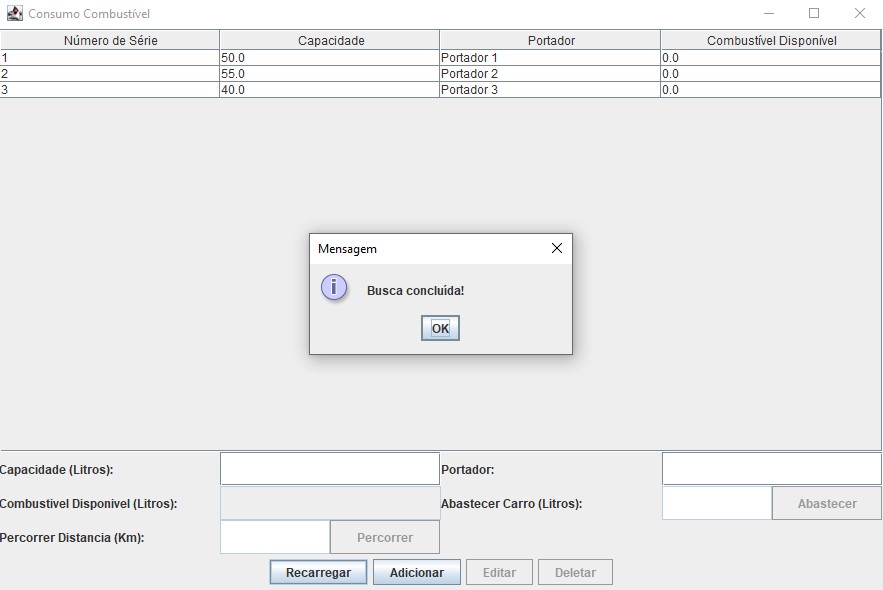 Consumo Combustível
Número de Série Capacidade Portador Combustível Disponível
1 50.0 Portador 1 0.0
2 55.0 Portador 2 0.0
3 40.0 Portador 3 0.0
Mensagem
Busca concluída!
OK
Capacidade (Litros): Portador:
Combustivel Disponivel (Litros): Abastecer Carro (Litros): Abastecer
Percorrer Distancia (Km): Percorrer
Recarregar Adicionar Editar Deletar